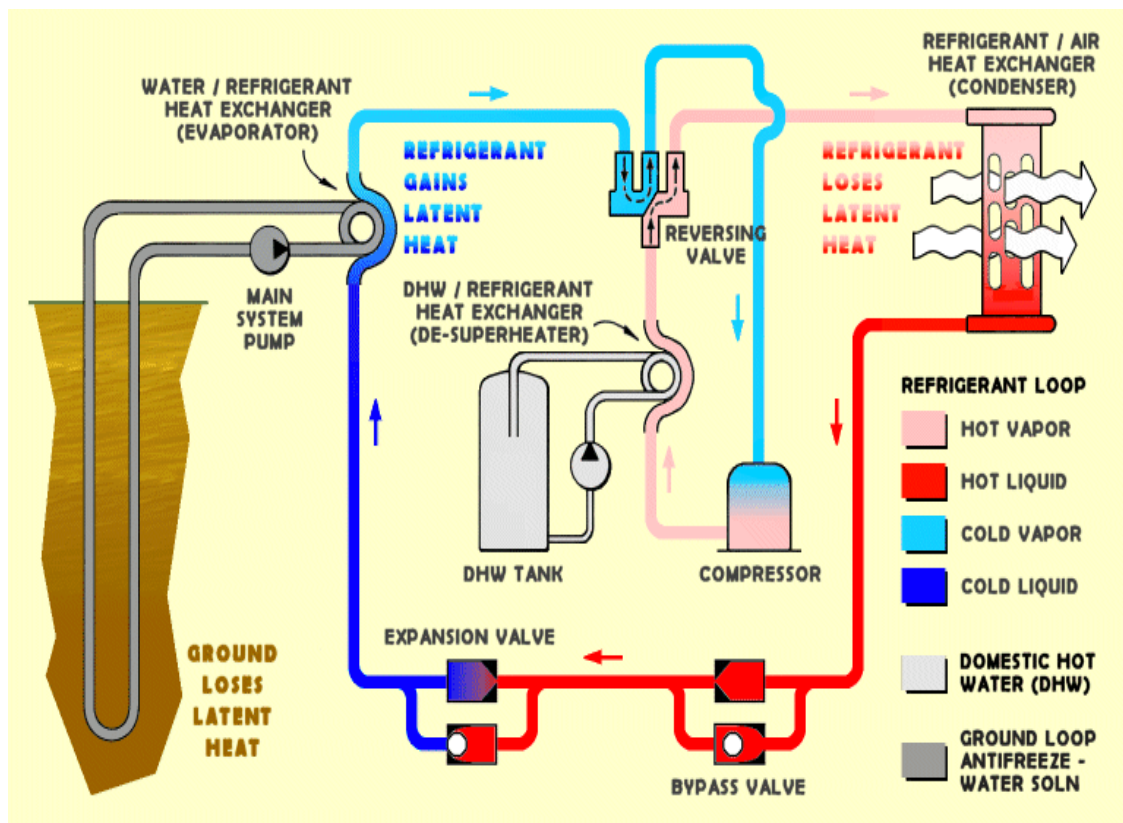 WATER / REFRIGERANT
HEAT EXCHANGER
(EVAPORATOR)
REFRIGERANT / AIR
HEAT EXCHANGER
(CONDENSER)
REFRIGERANT
GAINS
LATENT
HEAT
REFRIGERANT
LOSES
LATENT
HEAT
REVERSING
VALVE
MAIN
SYSTEM
PUMP
DHW / REFRIGERANT
HEAT EXCHANGER
(DE-SUPERHEATER)
DHW TANK
COMPRESSOR
EXPANSION VALVE
BYPASS VALVE
GROUND
LOSES
LATENT
HEAT
REFRIGERANT LOOP
HOT VAPOR
HOT LIQUID
COLD VAPOR
COLD LIQUID
DOMESTIC HOT
WATER (DHW)
GROUND LOOP
ANTIFREEZE -
WATER SOLN